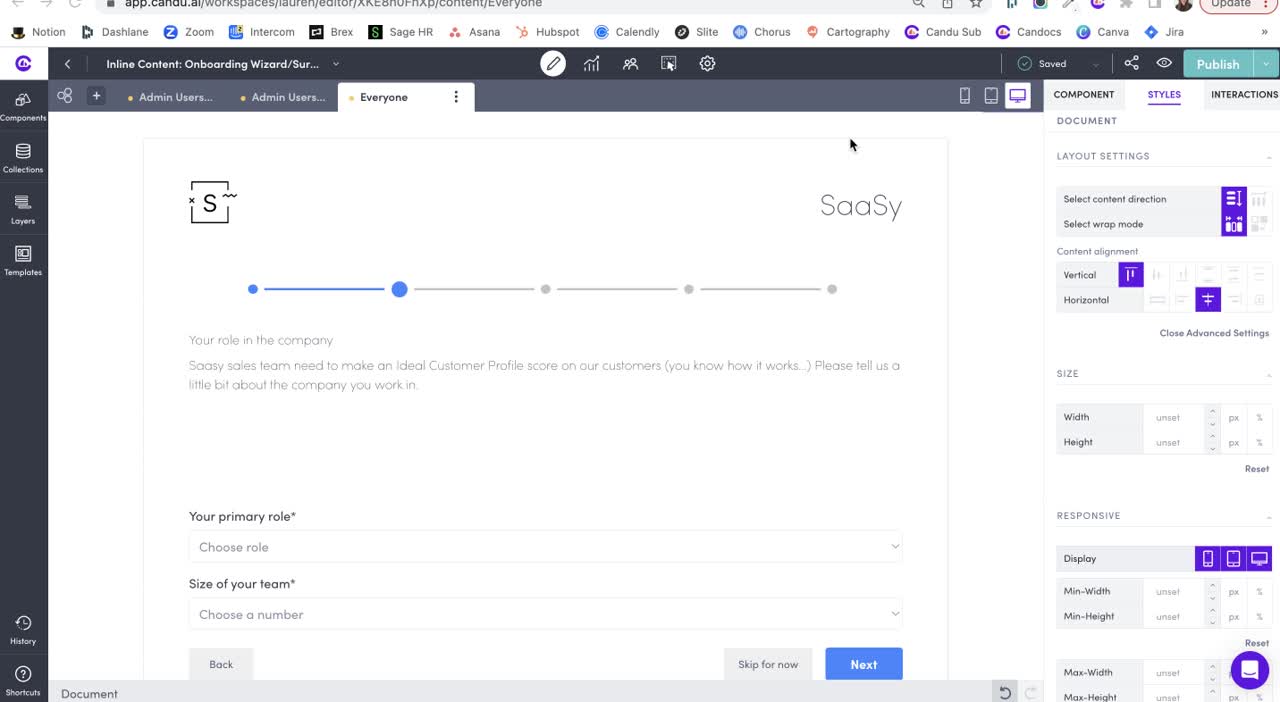 app.candu.ai/workspaces/lauren/editor/XKE8h0FnXp/content/Everyone
Update
Notion Dashlane Zoom Intercom Brex Sage HR Asana Hubspot Calendly Slite Chorus Cartography Candu Sub Candocs Canva Jira »
Inline Content: Onboarding Wizard/Sur... Saved Publish
Admin Users... Admin Users... Everyone
COMPONENT STYLES INTERACTIONS
Components
Collections
Layers
Templates
History
Shortcuts
S
SaaSy
Your role in the company
Saasy sales team need to make an Ideal Customer Profile score on our customers (you know how it works...) Please tell us a
little bit about the company you work in.
Your primary role*
Choose role
Size of your team*
Choose a number
Back Skip for now Next
Document
DOCUMENT
LAYOUT SETTINGS
Select content direction
Select wrap mode
Content alignment
Vertical
Horizontal
Close Advanced Settings
SIZE
Width unset px %
Height unset px %
Reset
RESPONSIVE
Display
Min-Width unset px %
Min-Height unset px %
Reset
Max-Width unset px %
Max-Height unset px %